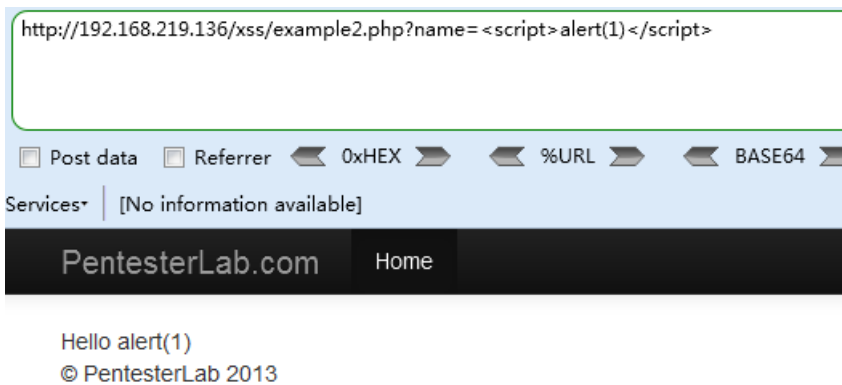 http://192.168.219.136/xss/example2.php?name=<script>alert(1)</script>
Post data Referrer 0xHEX %URL BASE64
Services [No information available]
PentesterLab.com Home
Hello alert(1)
© PentesterLab 2013